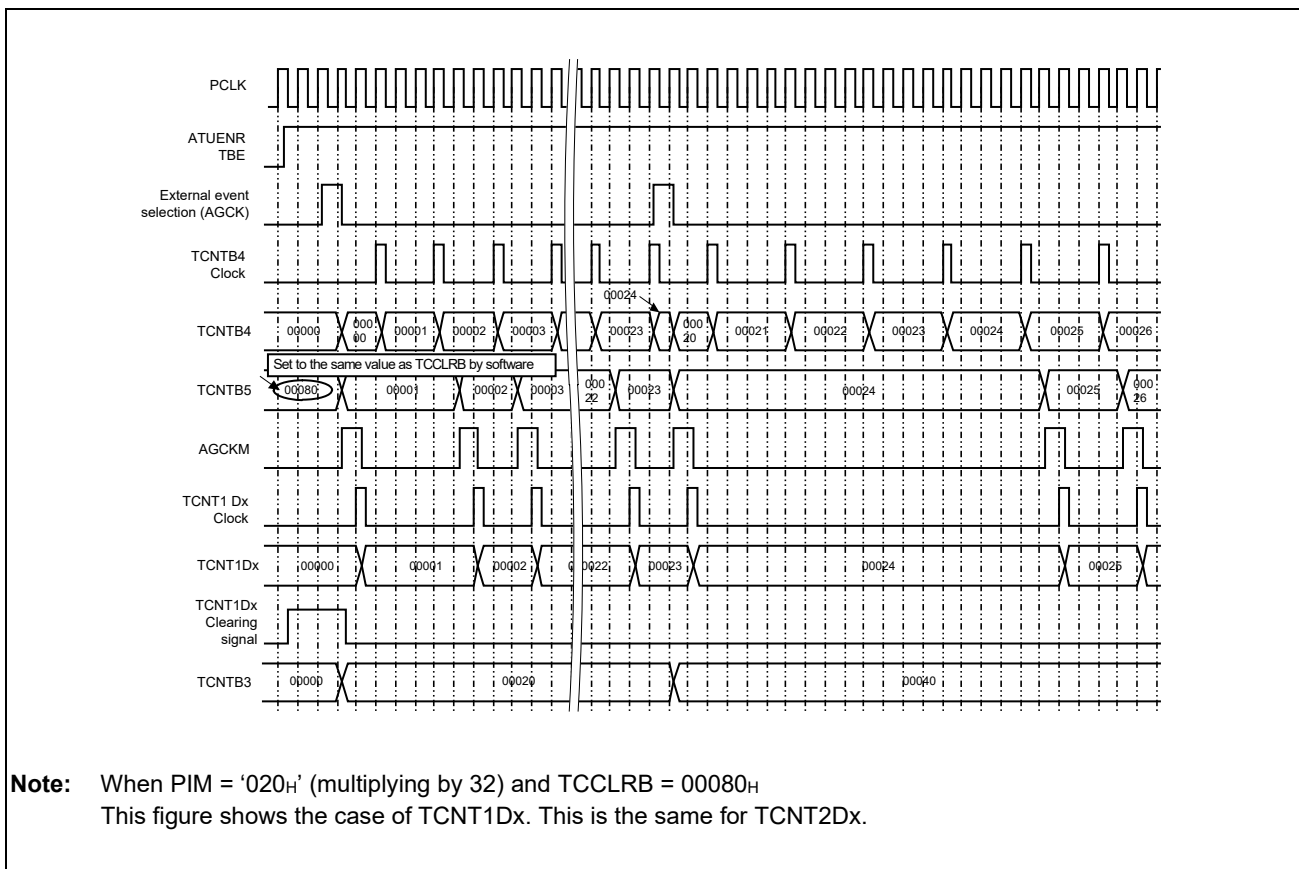 PCLK
ATUENR
TBE
External event
selection (AGCK)
TCNTB4
Clock
00024
TCNTB4
00000
000
00
00001
00002
00003
00023
000
20
00021
00022
00023
00024
00025
00026
Set to the same value as TCCLRB by software
TCNTB5
00080
00001
00002
00003
000
22
00023
00024
00025
000
26
AGCKM
TCNT1 Dx
Clock
TCNT1Dx
00000
00001
00002
00022
00023
00024
00025
TCNT1Dx
Clearing
signal
TCNTB3
00000
00020
00040
Note: When PIM = '020H' (multiplying by 32) and TCCLRB = 00080H
This figure shows the case of TCNT1Dx. This is the same for TCNT2Dx.